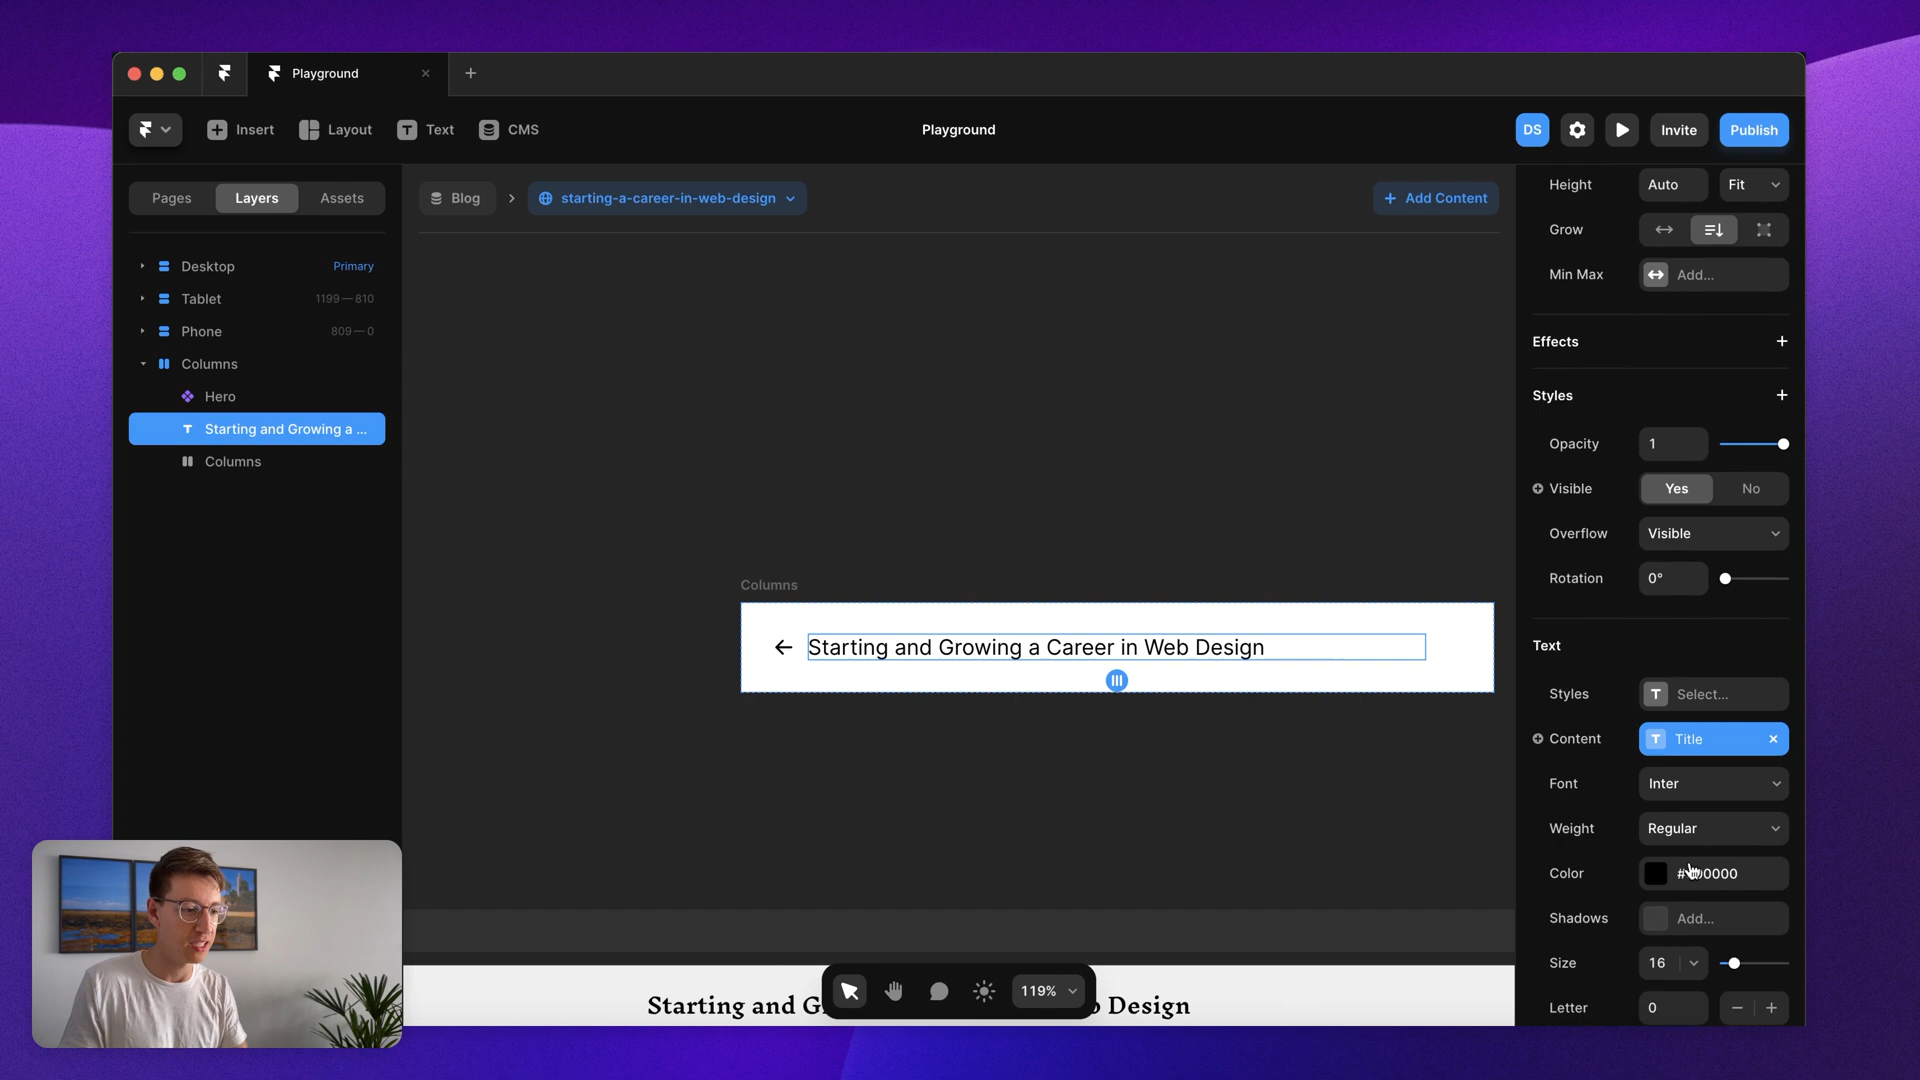 Playground
Insert
Layout
Text
CMS
Playground
DS
Invite
Publish
Pages
Layers
Assets
Blog
starting-a-career-in-web-design
Add Content
Desktop
Primary
Tablet
1199—810
Phone
809—0
Columns
Hero
Starting and Growing a ...
Columns
Columns
Starting and Growing a Career in Web Design
119%
Height
Auto
Fit
Grow
Min Max
Add...
Effects
Styles
Opacity
1
Visible
Yes
No
Overflow
Visible
Rotation
0°
Text
Styles
Select...
Content
Title
Font
Inter
Weight
Regular
Color
Shadows
Add...
Size
16
Letter
0
Starting and
Design